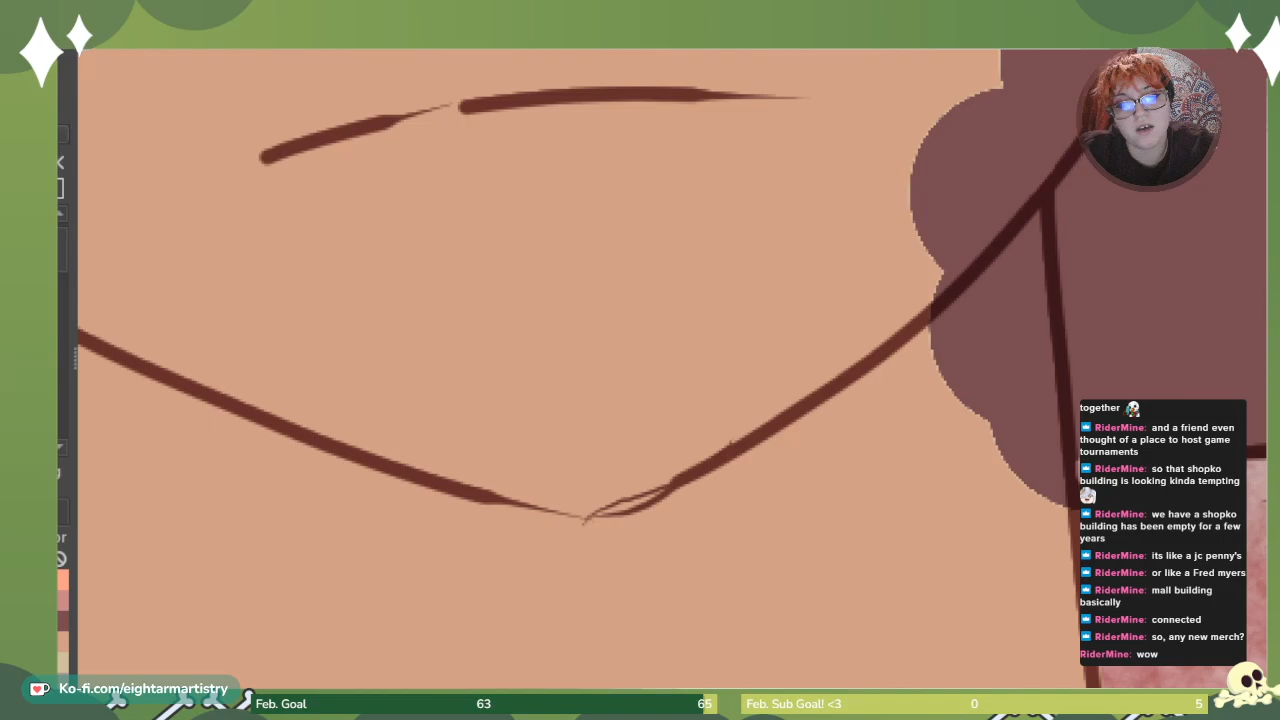 together
RiderMine: and a friend even
thought of a place to host game
tournaments
RiderMine: so that shopko
building is looking kinda tempting
RiderMine: we have a shopko
building has been empty for a few
years
RiderMine: its like a jc penny's
RiderMine: or like a Fred myers
RiderMine: mall building
basically
RiderMine: connected
RiderMine: so, any new merch?
RiderMine: wow
or
Ko-fi.com/eightarmartistry
Feb. Goal 63 65
Feb. Sub Goal! <3 0 5